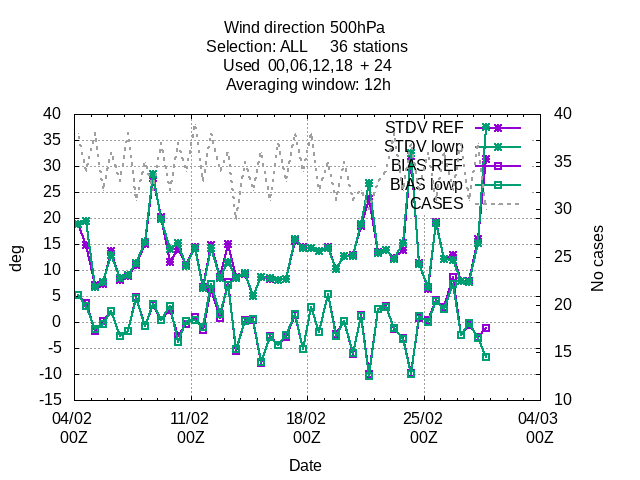 Wind direction 500hPa
Selection: ALL     36 stations
Used  00,06,12,18  + 24
Averaging window: 12h
40
35
30
25
20
15
10
5
0
-5
-10
-15
deg
STDV REF
STDV lowp
BIAS REF
BIAS lowp
CASES
40
35
30
25
20
15
10
No cases
04/02 11/02 18/02 25/02 04/03
00Z 00Z 00Z 00Z 00Z
Date